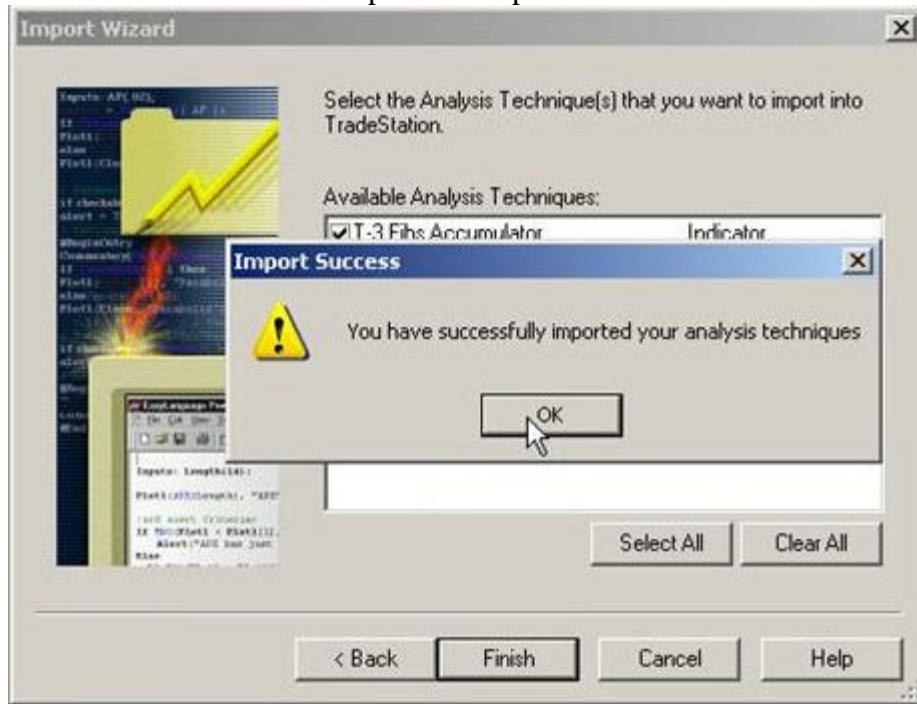 Import Wizard
Select the Analysis Technique(s) that you want to import into
TradeStation.
Available Analysis Techniques:
T-3 Fibs Accumulator Indicator
Import Success
You have successfully imported your analysis techniques
OK
Inputs: Length(14);
Select All Clear All
< Back Finish Cancel Help